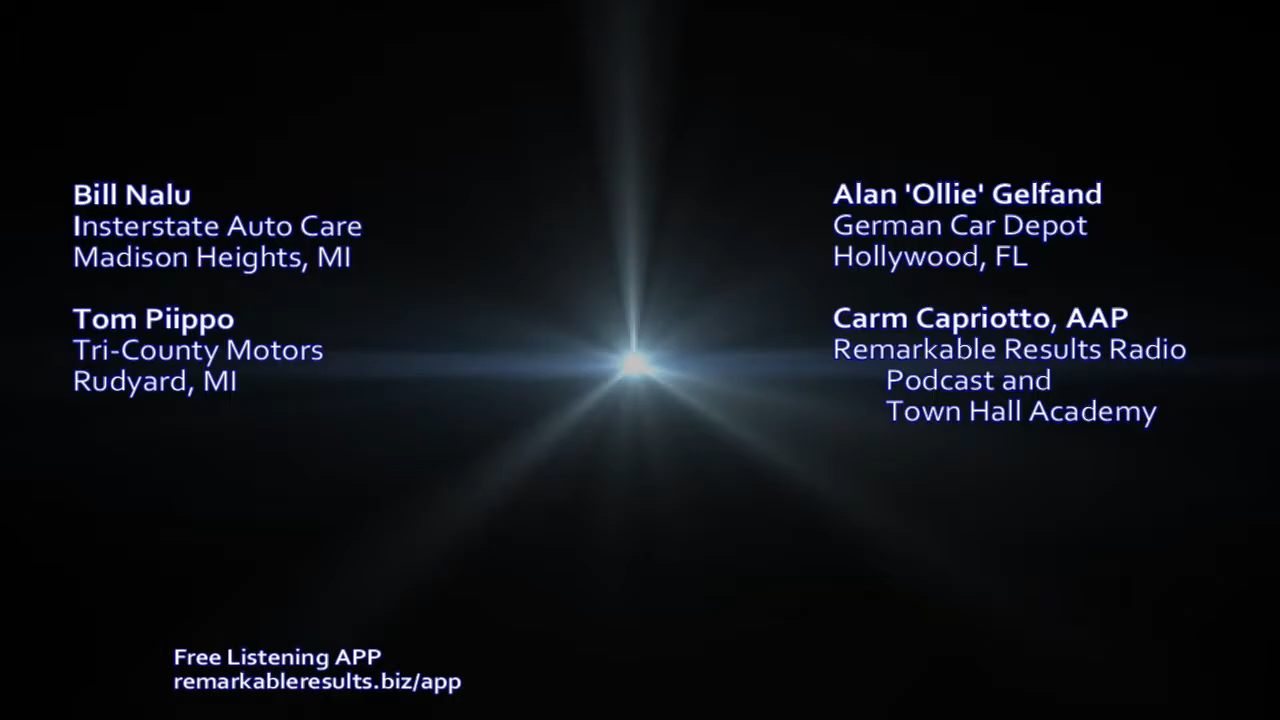 Bill Nalu
Insterstate Auto Care
Madison Heights, MI
Tom Piippo
Tri-County Motors
Rudyard, MI
Alan 'Ollie' Gelfand
German Car Depot
Hollywood, FL
Carm Capriotto, AAP
Remarkable Results Radio
Podcast and
Town Hall Academy
Free Listening APP
remarkableresults.biz/app